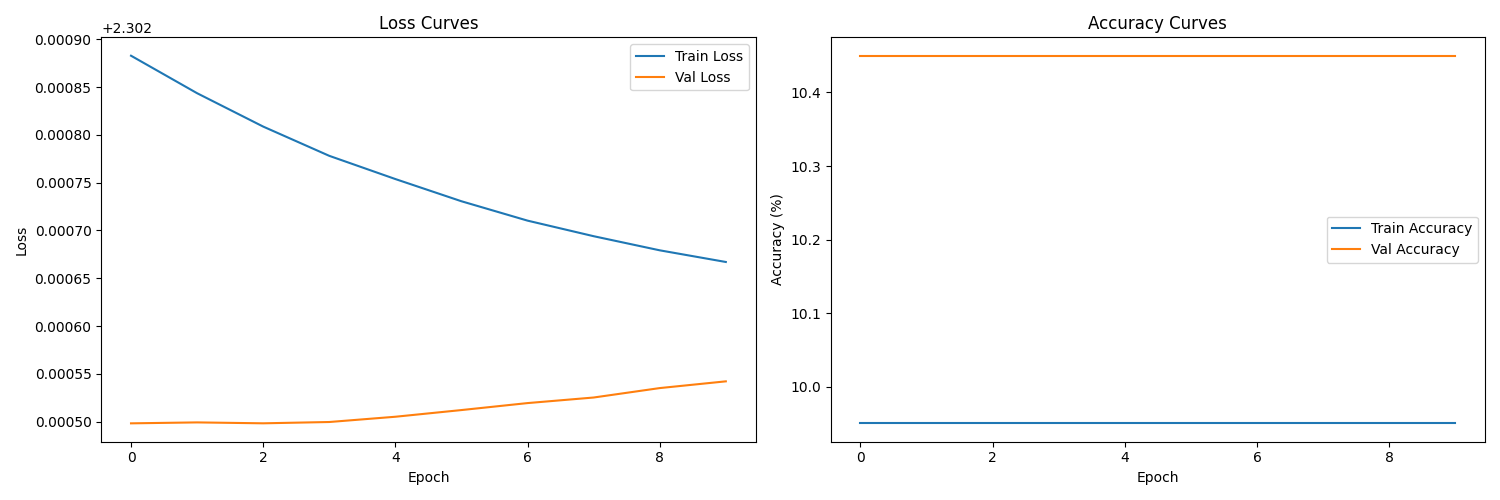 Loss Curves
+2.302
0.00090
0.00085
0.00080
0.00075
0.00070
0.00065
0.00060
0.00055
0.00050
Loss
0 2 4 6 8
Epoch
Train Loss
Val Loss
Accuracy Curves
10.4
10.3
10.2
10.1
10.0
Accuracy (%)
0 2 4 6 8
Epoch
Train Accuracy
Val Accuracy